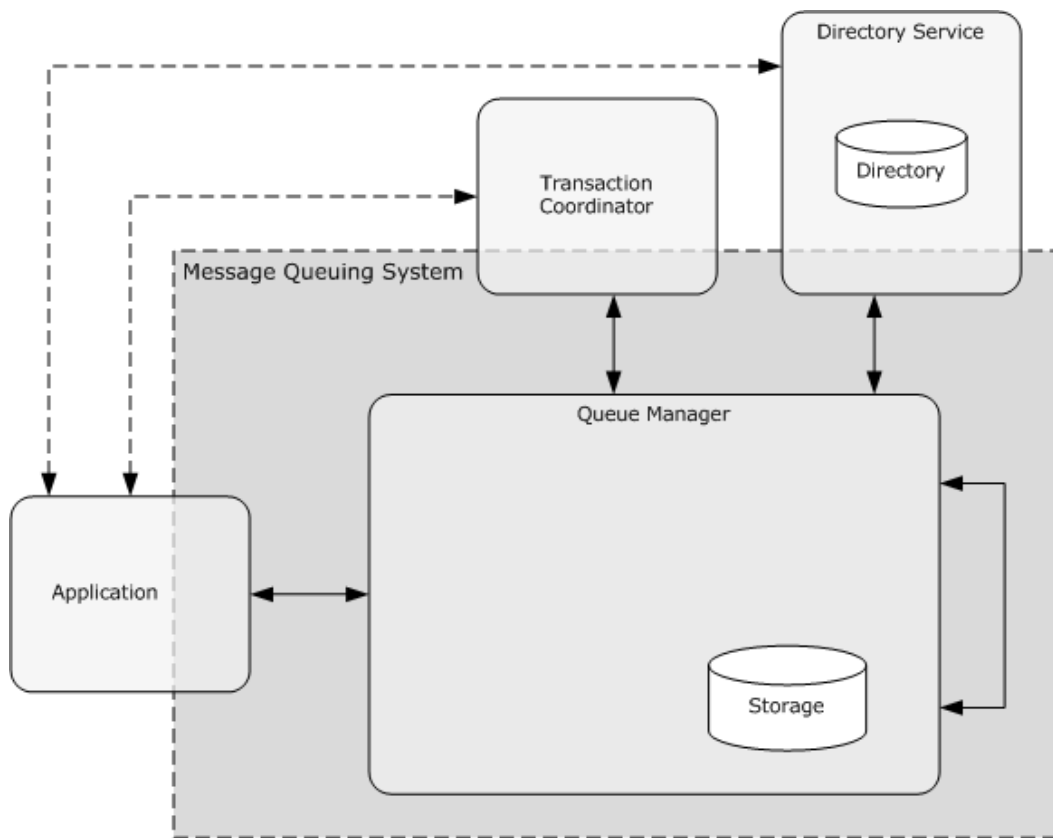 Directory Service
Directory
Transaction
Coordinator
Message Queuing System
Queue Manager
Application
Storage